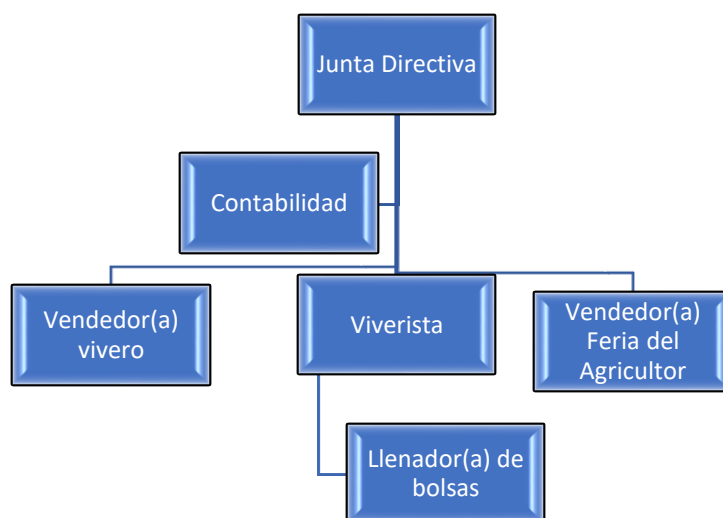 Junta Directiva
Contabilidad
Vendedor(a)
vivero
Viverista
Vendedor(a)
Feria del
Agricultor
Llenador(a) de
bolsas